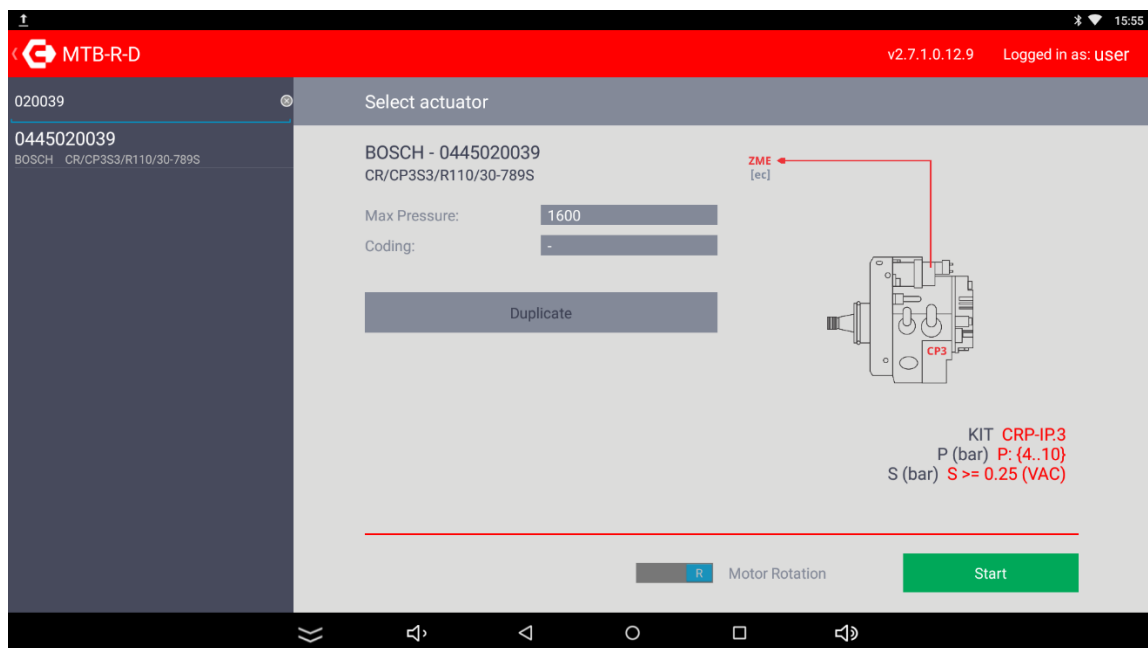 15:55
MTB-R-D
v2.7.1.0.12.9 Logged in as: user
020039
0445020039
BOSCH CR/CP3S3/R110/30-789S
Select actuator
BOSCH - 0445020039
CR/CP3S3/R110/30-789S
Max Pressure: 1600
Coding: -
Duplicate
ZME
[ec]
CP3
KIT CRP-IP.3
P (bar) P: {4..10}
S (bar) S >= 0.25 (VAC)
R Motor Rotation
Start